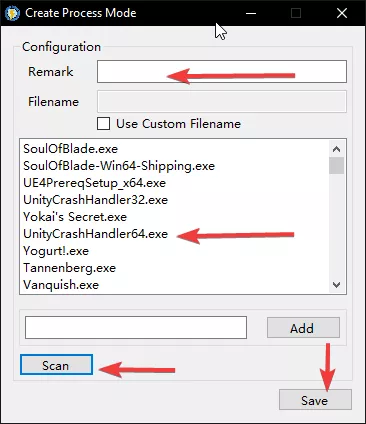 Create Process Mode
Configuration
Remark
Filename
Use Custom Filename
SoulOfBlade.exe
SoulOfBlade-Win64-Shipping.exe
UE4PrereqSetup_x64.exe
UnityCrashHandler32.exe
Yokai's Secret.exe
UnityCrashHandler64.exe
Yogurt!.exe
Tannenberg.exe
Vanquish.exe
Add
Scan
Save